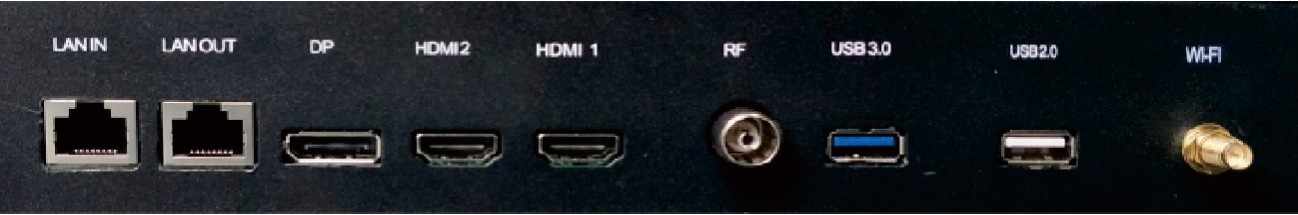 LAN IN LAN OUT DP HDMI 2 HDMI 1 RF USB 3.0 USB 2.0 WI-FI